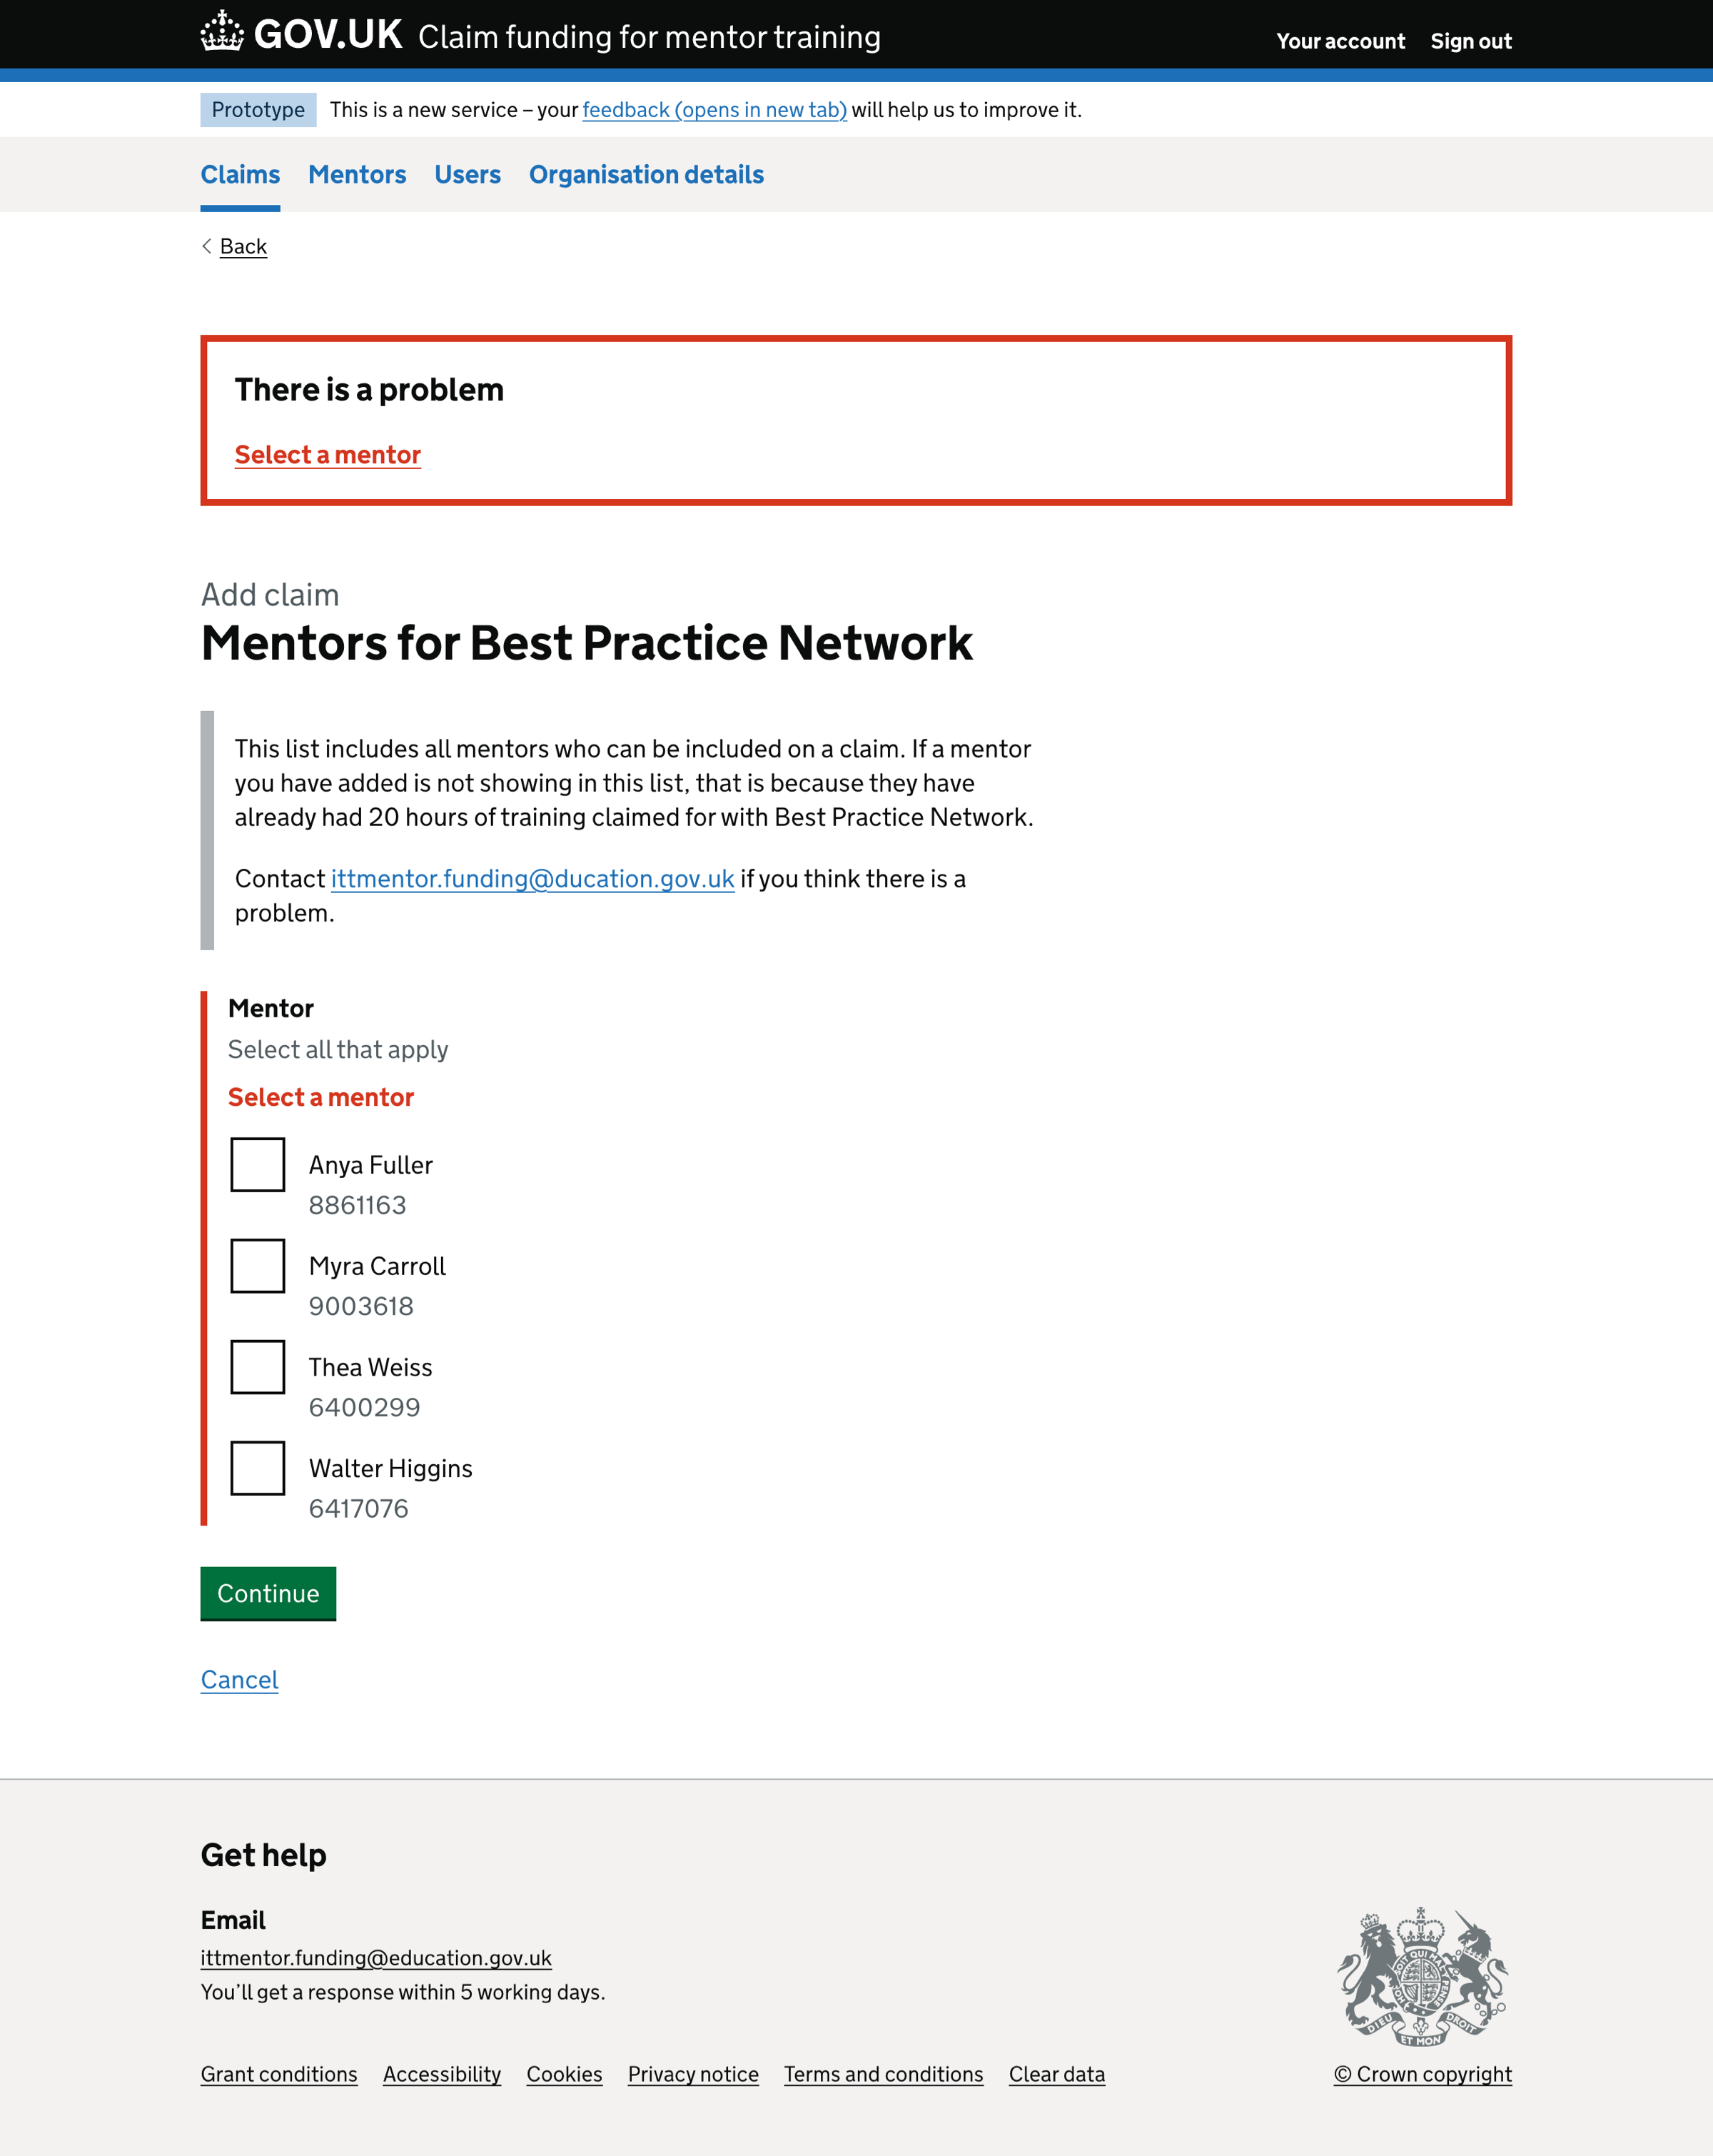 GOV.UK Claim funding for mentor training
Your account Sign out
Prototype This is a new service – your feedback (opens in new tab) will help us to improve it.
Claims Mentors Users Organisation details
Back
There is a problem
Select a mentor
Add claim
Mentors for Best Practice Network
This list includes all mentors who can be included on a claim. If a mentor
you have added is not showing in this list, that is because they have
already had 20 hours of training claimed for with Best Practice Network.
Contact ittmentor.funding@ducation.gov.uk if you think there is a
problem.
Mentor
Select all that apply
Select a mentor
Anya Fuller
8861163
Myra Carroll
9003618
Thea Weiss
6400299
Walter Higgins
6417076
Continue
Cancel
Get help
Email
ittmentor.funding@education.gov.uk
You’ll get a response within 5 working days.
DIEU ET MON DROIT
Grant conditions Accessibility Cookies Privacy notice Terms and conditions Clear data
© Crown copyright